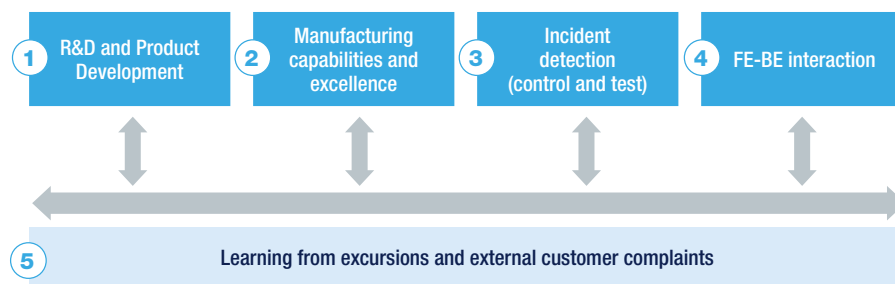 1
R&D and Product
Development
2
Manufacturing
capabilities and
excellence
3
Incident
detection
(control and test)
4
FE-BE interaction
5
Learning from excursions and external customer complaints